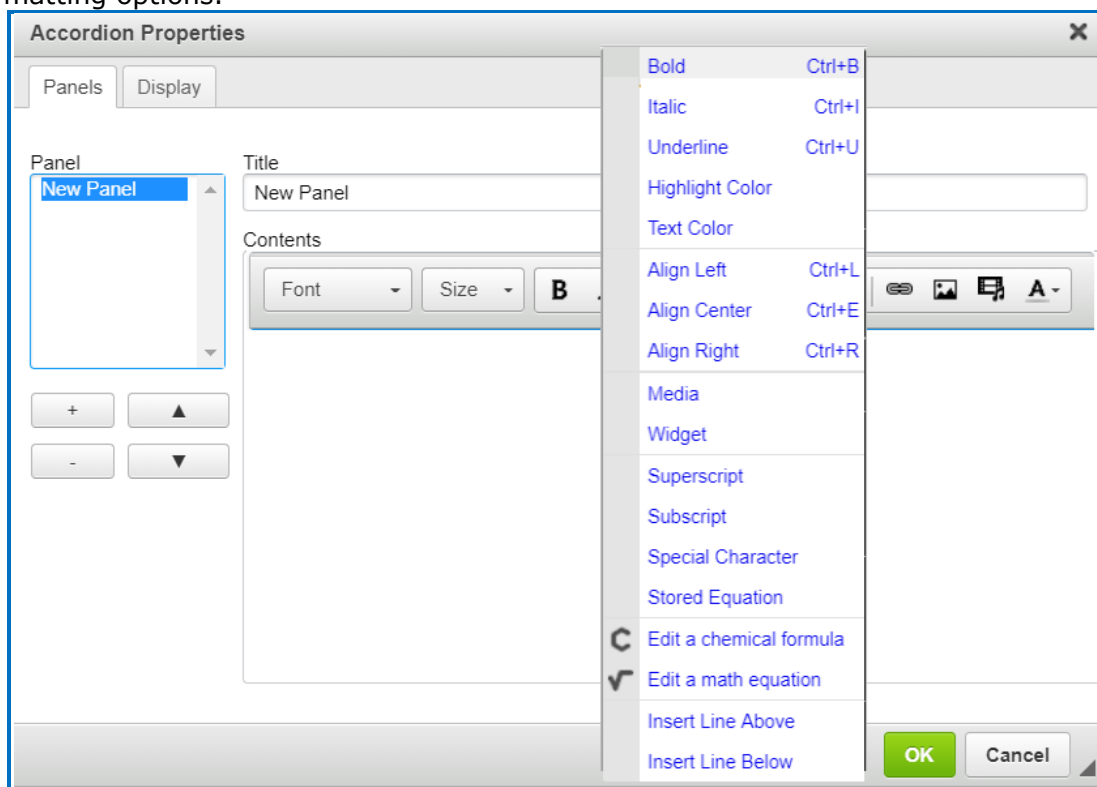 matting options.
Accordion Properties
Panels Display
Panel
New Panel
+
-
Title
New Panel
Contents
Font Size B A
Bold Ctrl+B
Italic Ctrl+I
Underline Ctrl+U
Highlight Color
Text Color
Align Left Ctrl+L
Align Center Ctrl+E
Align Right Ctrl+R
Media
Widget
Superscript
Subscript
Special Character
Stored Equation
C Edit a chemical formula
√ Edit a math equation
Insert Line Above
Insert Line Below
OK Cancel